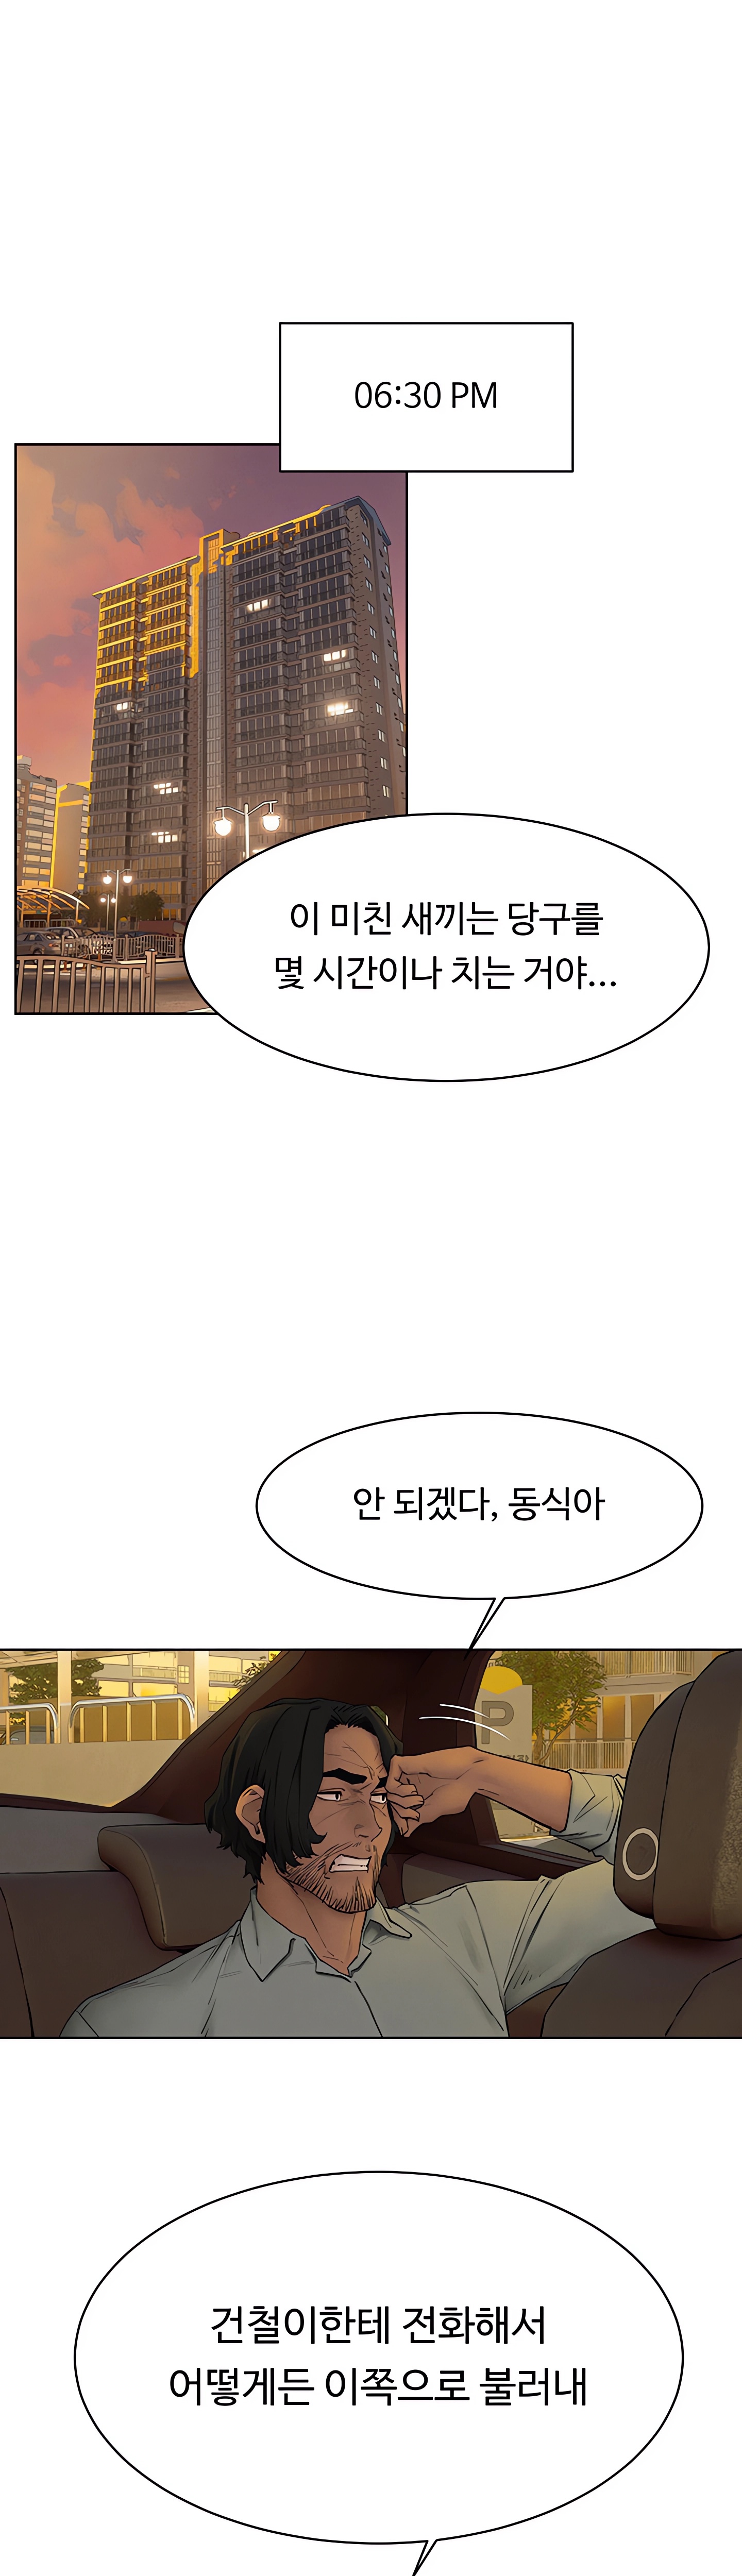 06:30 PM
이 미친 새끼는 당구를
몇 시간이나 치는 거야...
안 되겠다, 동식아
P
건철이한테 전화해서
어떻게든 이쪽으로 불러내